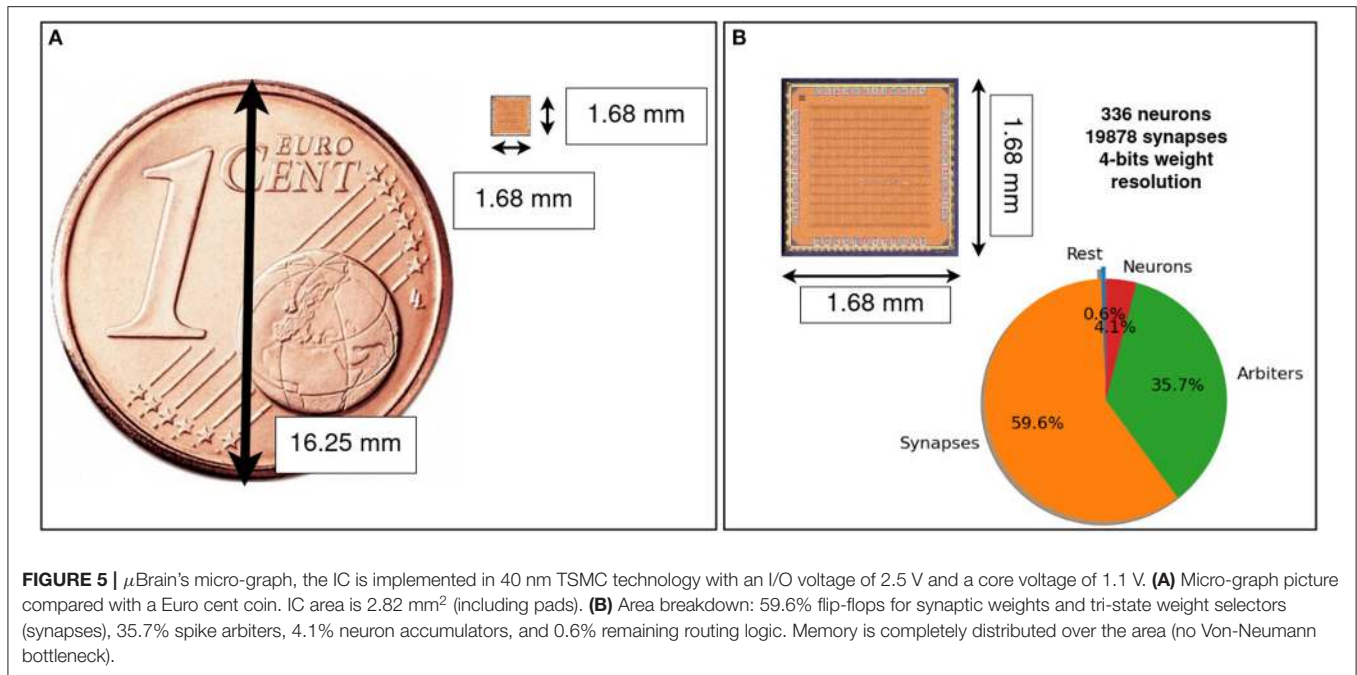 A
1
EURO
CENT
1.68 mm
1.68 mm
16.25 mm
B
1.68 mm
1.68 mm
336 neurons
19878 synapses
4-bits weight
resolution
Rest
Neurons
0.6%
4.1%
35.7%
Arbiters
59.6%
Synapses
FIGURE 5 | μBrain's micro-graph, the IC is implemented in 40 nm TSMC technology with an I/O voltage of 2.5 V and a core voltage of 1.1 V. (A) Micro-graph picture
compared with a Euro cent coin. IC area is 2.82 mm² (including pads). (B) Area breakdown: 59.6% flip-flops for synaptic weights and tri-state weight selectors
(synapses), 35.7% spike arbiters, 4.1% neuron accumulators, and 0.6% remaining routing logic. Memory is completely distributed over the area (no Von-Neumann
bottleneck).